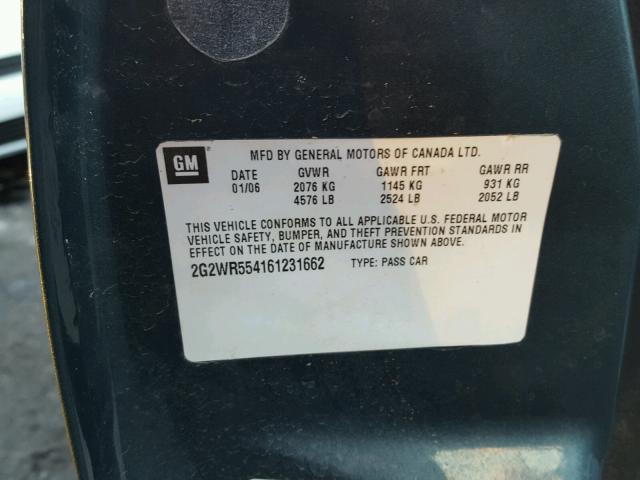 GM ® MFD BY GENERAL MOTORS OF CANADA LTD.
DATE GVWR GAWR FRT GAWR RR
01/06 2076 KG 1145 KG 931 KG
4576 LB 2524 LB 2052 LB
THIS VEHICLE CONFORMS TO ALL APPLICABLE U.S. FEDERAL MOTOR
VEHICLE SAFETY, BUMPER, AND THEFT PREVENTION STANDARDS IN
EFFECT ON THE DATE OF MANUFACTURE SHOWN ABOVE.
2G2WR554161231662 TYPE: PASS CAR